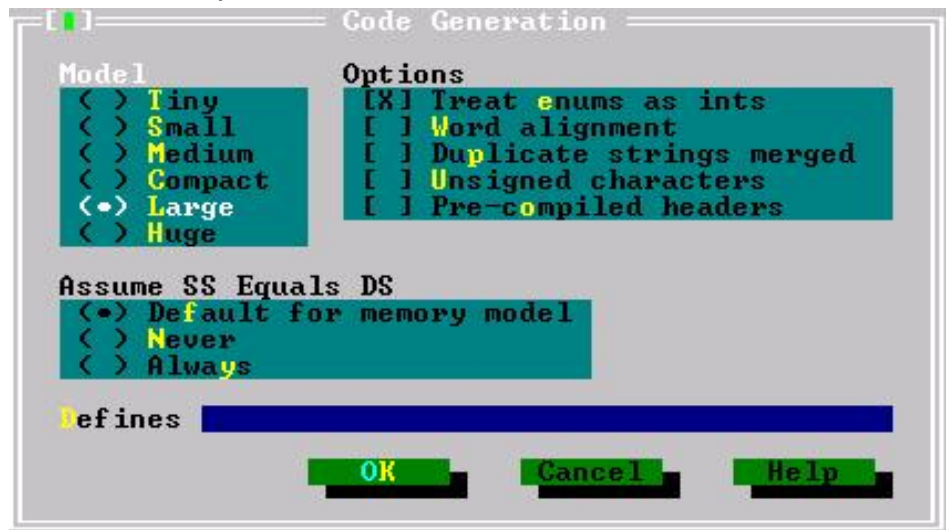 [▮] Code Generation
Model
( ) Tiny
( ) Small
( ) Medium
( ) Compact
(•) Large
( ) Huge
Options
[X] Treat enums as ints
[ ] Word alignment
[ ] Duplicate strings merged
[ ] Unsigned characters
[ ] Pre-compiled headers
Assume SS Equals DS
(•) Default for memory model
( ) Never
( ) Always
Defines
OK Cancel Help